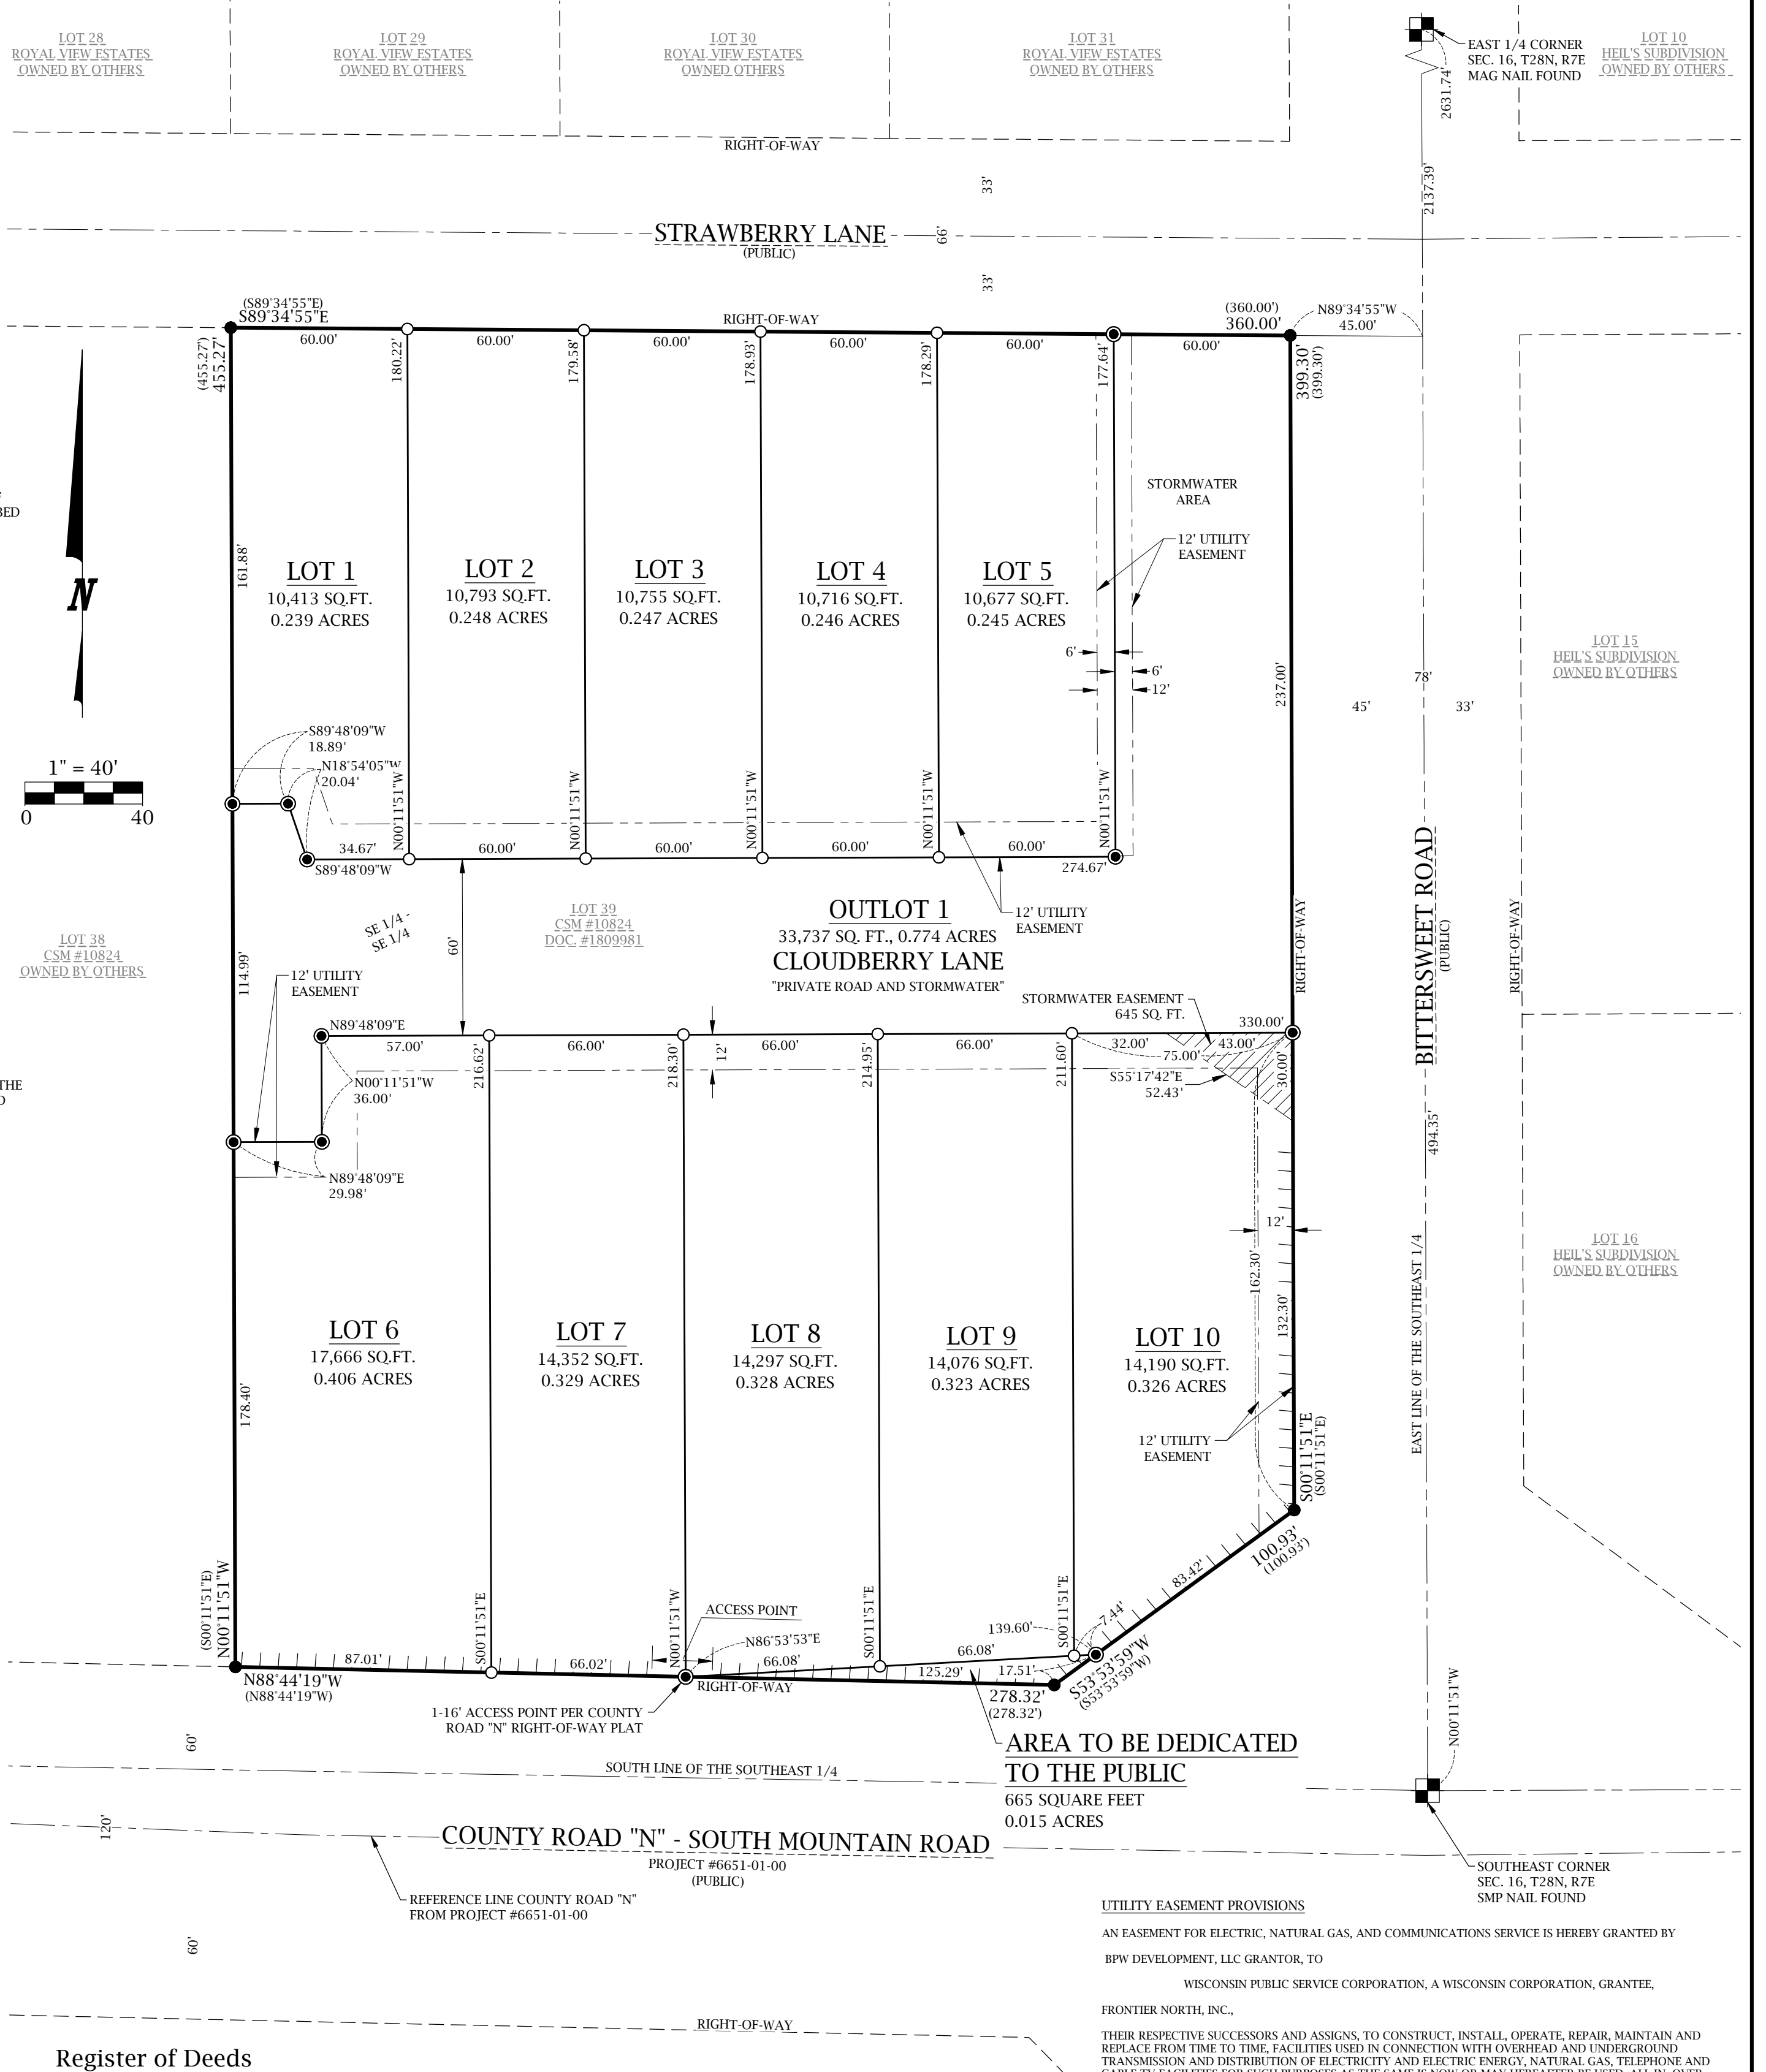 LOT 28
ROYAL VIEW ESTATES
OWNED BY OTHERS
LOT 29
ROYAL VIEW ESTATES
OWNED BY OTHERS
LOT 30
ROYAL VIEW ESTATES
OWNED OTHERS
LOT 31
ROYAL VIEW ESTATES
OWNED BY OTHERS
EAST 1/4 CORNER
SEC. 16, T28N, R7E
MAG NAIL FOUND
LOT 10
HEIL'S SUBDIVISION
OWNED BY OTHERS
2631.74'
RIGHT-OF-WAY
33'
2137.39'
STRAWBERRY LANE
(PUBLIC)
66'
33'
(S89°34'55"E)
S89°34'55"E
RIGHT-OF-WAY
(360.00')
360.00'
N89°34'55"W
45.00'
60.00'
60.00'
60.00'
60.00'
60.00'
60.00'
(455.27')
455.27'
180.22'
179.58'
178.93'
178.29'
177.64'
399.30'
(399.30')
BED
STORMWATER
AREA
12' UTILITY
EASEMENT
161.88'
LOT 1
10,413 SQ.FT.
0.239 ACRES
LOT 2
10,793 SQ.FT.
0.248 ACRES
LOT 3
10,755 SQ.FT.
0.247 ACRES
LOT 4
10,716 SQ.FT.
0.246 ACRES
LOT 5
10,677 SQ.FT.
0.245 ACRES
N
6'
6'
12'
237.00'
78'
45'
33'
LOT 15
HEIL'S SUBDIVISION
OWNED BY OTHERS
S89°48'09"W
18.89'
N18°54'05"W
20.04'
1" = 40'
0
40
N00°11'51"W
N00°11'51"W
N00°11'51"W
N00°11'51"W
N00°11'51"W
34.67'
60.00'
60.00'
60.00'
60.00'
S89°48'09"W
274.67'
BITTERSWEET ROAD
(PUBLIC)
RIGHT-OF-WAY
RIGHT-OF-WAY
LOT 38
CSM #10824
OWNED BY OTHERS
SE 1/4 -
SE 1/4
60'
LOT 39
CSM #10824
DOC. #1809981
OUTLOT 1
33,737 SQ. FT., 0.774 ACRES
CLOUDBERRY LANE
"PRIVATE ROAD AND STORMWATER"
12' UTILITY
EASEMENT
114.99'
12' UTILITY
EASEMENT
STORMWATER EASEMENT
645 SQ. FT.
N89°48'09"E
330.00'
57.00'
66.00'
66.00'
66.00'
32.00'
43.00'
75.00'
12'
216.62'
218.30'
214.95'
211.60'
30.00'
S55°17'42"E
52.43'
THE
N00°11'51"W
36.00'
N89°48'09"E
29.98'
494.35'
12'
162.30'
132.30'
EAST LINE OF THE SOUTHEAST 1/4
LOT 16
HEIL'S SUBDIVISION
OWNED BY OTHERS
178.40'
LOT 6
17,666 SQ.FT.
0.406 ACRES
LOT 7
14,352 SQ.FT.
0.329 ACRES
LOT 8
14,297 SQ.FT.
0.328 ACRES
LOT 9
14,076 SQ.FT.
0.323 ACRES
LOT 10
14,190 SQ.FT.
0.326 ACRES
12' UTILITY
EASEMENT
S00°11'51"E
(S00°11'51"E)
100.93'
(100.93')
83.42'
(S00°11'51"E)
N00°11'51"W
S00°11'51"E
N00°11'51"W
S00°11'51"E
S00°11'51"E
ACCESS POINT
N86°53'53"E
139.60'
7.44'
87.01'
66.02'
66.08'
66.08'
125.29'
17.51'
S53°53'59"W
(S53°53'59"W)
N88°44'19"W
(N88°44'19"W)
RIGHT-OF-WAY
278.32'
(278.32')
N00°11'51"W
1-16' ACCESS POINT PER COUNTY
ROAD "N" RIGHT-OF-WAY PLAT
AREA TO BE DEDICATED
TO THE PUBLIC
665 SQUARE FEET
0.015 ACRES
60'
SOUTH LINE OF THE SOUTHEAST 1/4
120'
COUNTY ROAD "N" - SOUTH MOUNTAIN ROAD
PROJECT #6651-01-00
(PUBLIC)
REFERENCE LINE COUNTY ROAD "N"
FROM PROJECT #6651-01-00
SOUTHEAST CORNER
SEC. 16, T28N, R7E
SMP NAIL FOUND
60'
UTILITY EASEMENT PROVISIONS
AN EASEMENT FOR ELECTRIC, NATURAL GAS, AND COMMUNICATIONS SERVICE IS HEREBY GRANTED BY
BPW DEVELOPMENT, LLC GRANTOR, TO
WISCONSIN PUBLIC SERVICE CORPORATION, A WISCONSIN CORPORATION, GRANTEE,
FRONTIER NORTH, INC.,
RIGHT-OF-WAY
THEIR RESPECTIVE SUCCESSORS AND ASSIGNS, TO CONSTRUCT, INSTALL, OPERATE, REPAIR, MAINTAIN AND
REPLACE FROM TIME TO TIME, FACILITIES USED IN CONNECTION WITH OVERHEAD AND UNDERGROUND
TRANSMISSION AND DISTRIBUTION OF ELECTRICITY AND ELECTRIC ENERGY, NATURAL GAS, TELEPHONE AND
CABLE TV FACILITIES FOR SUCH PURPOSES AS THE SAME IS NOW OR MAY HEREAFTER BE USED, ALL IN, OVER,
Register of Deeds